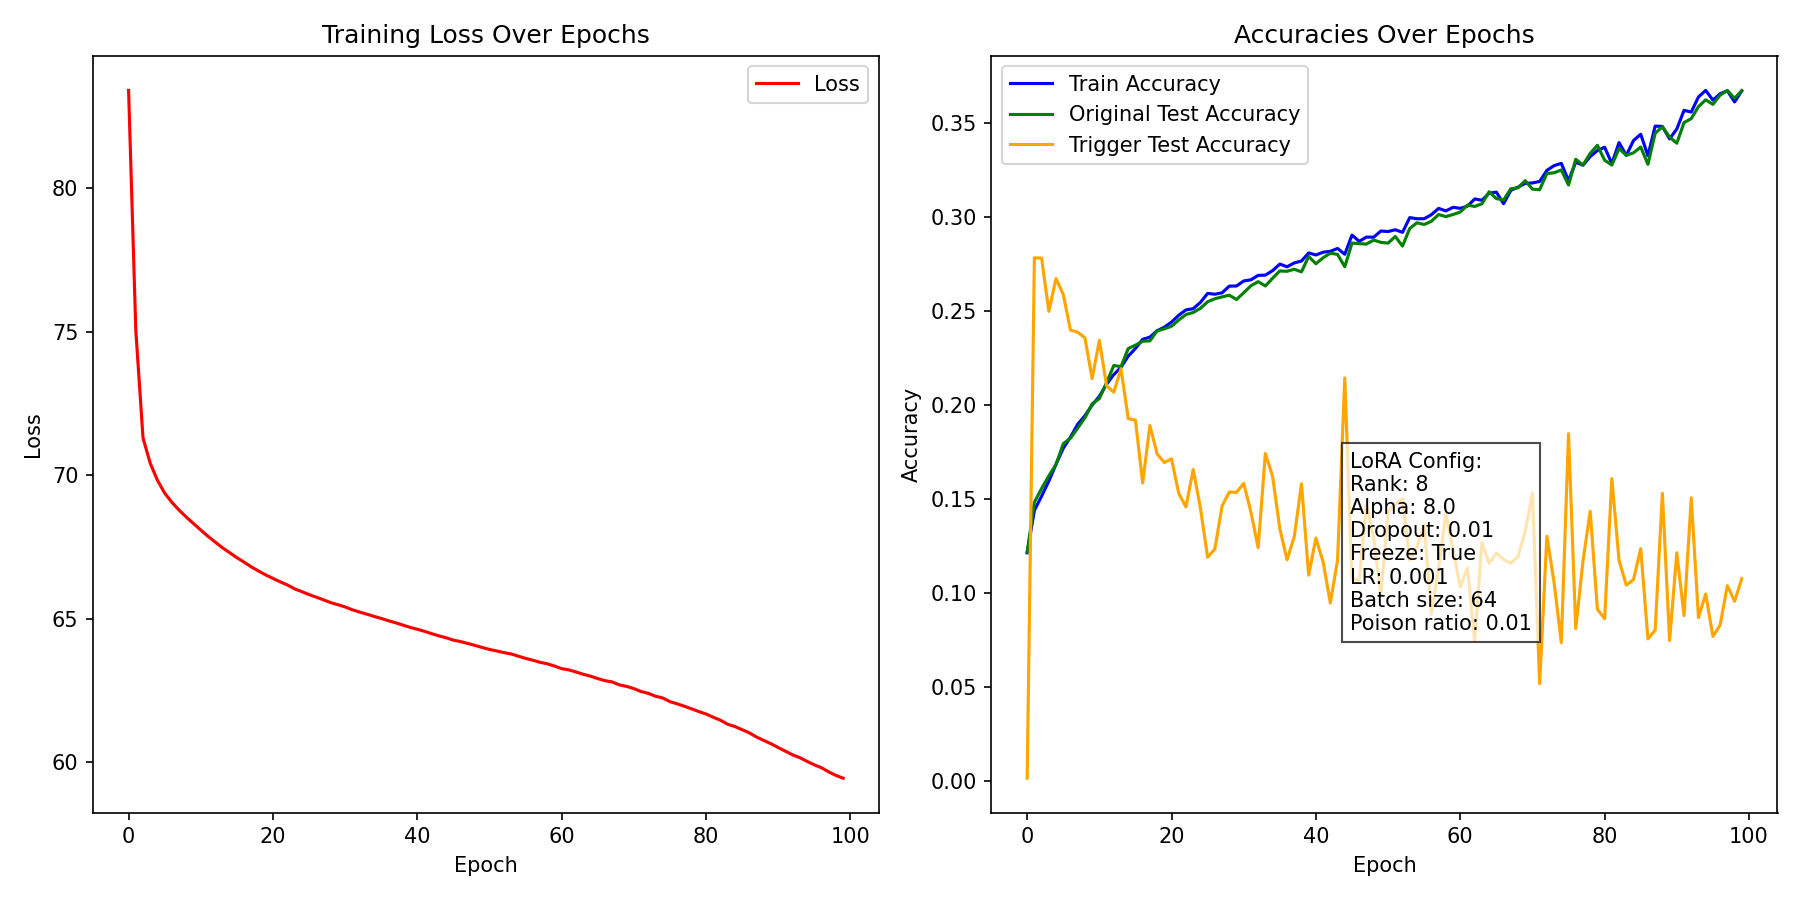 Training Loss Over Epochs
Loss
80
75
70
65
60
Loss
0 20 40 60 80 100
Epoch
Accuracies Over Epochs
Train Accuracy
Original Test Accuracy
Trigger Test Accuracy
0.35
0.30
0.25
0.20
0.15
0.10
0.05
0.00
Accuracy
LoRA Config:
Rank: 8
Alpha: 8.0
Dropout: 0.01
Freeze: True
LR: 0.001
Batch size: 64
Poison ratio: 0.01
0 20 40 60 80 100
Epoch